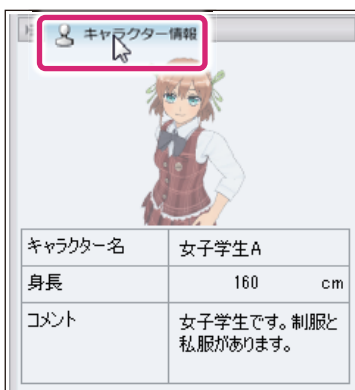 キャラクター情報
キャラクター名
女子学生A
身長
160 cm
コメント
女子学生です。制服と
私服があります。